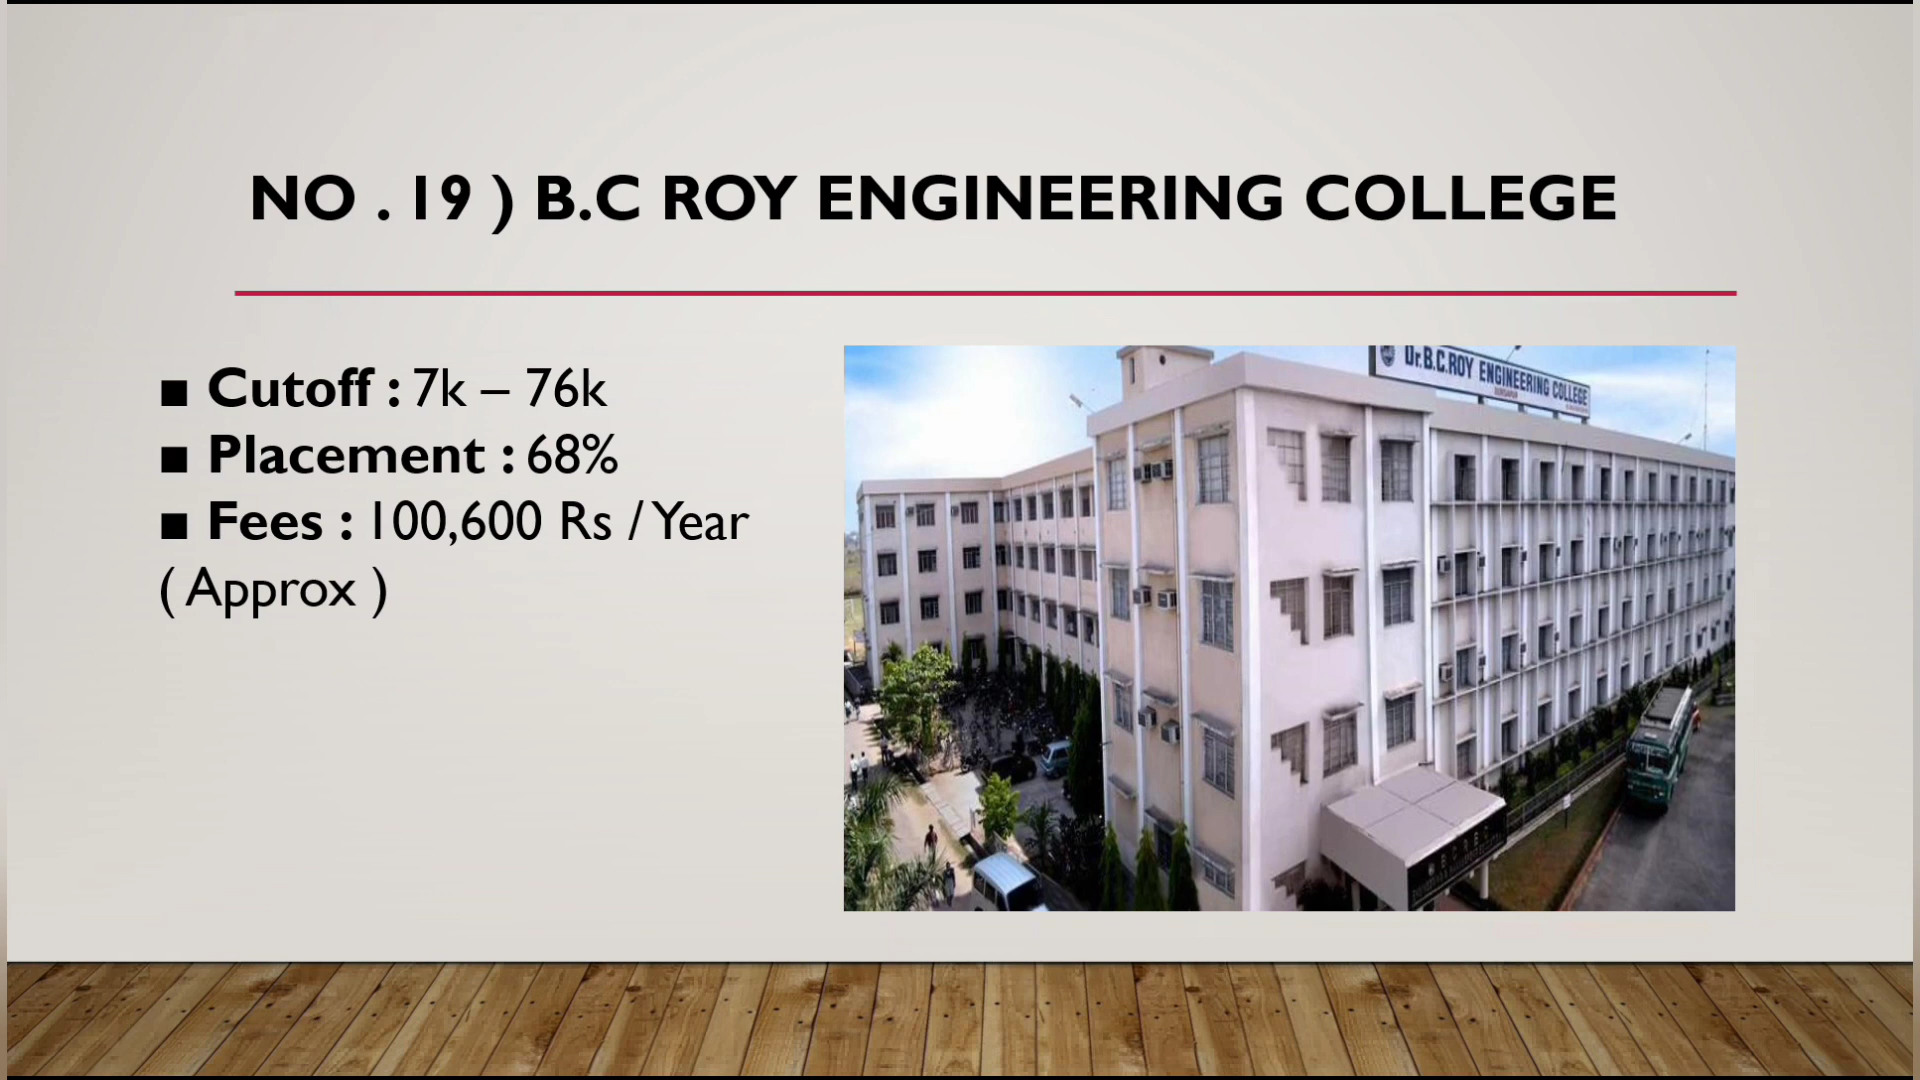 NO . 19 ) B.C ROY ENGINEERING COLLEGE
▪ Cutoff : 7k – 76k
▪ Placement : 68%
▪ Fees : 100,600 Rs / Year
( Approx )
Dr. B.C. ROY ENGINEERING COLLEGE
DURGAPUR
B C R E C